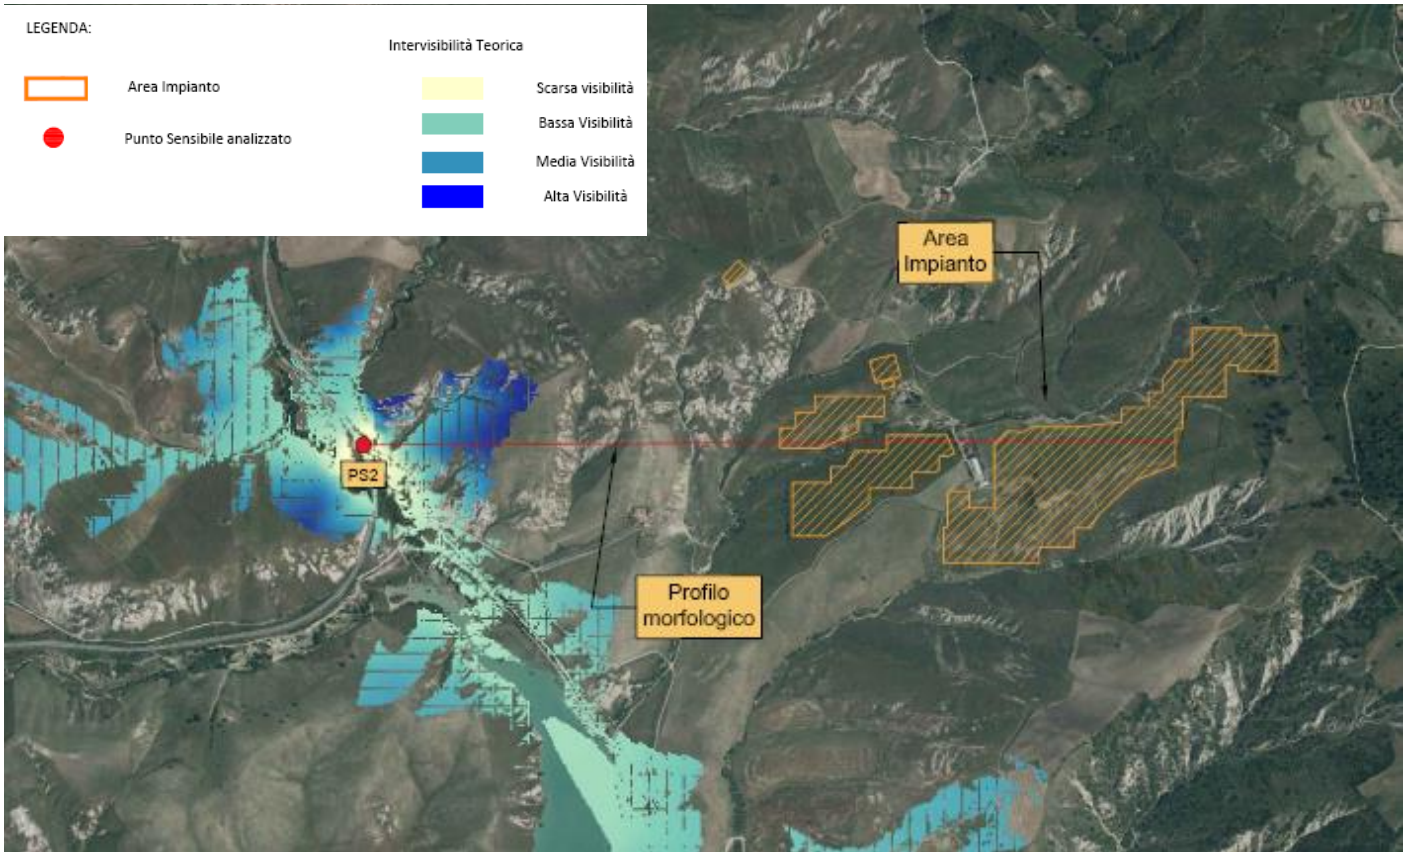 LEGENDA:
Area Impianto
Punto Sensibile analizzato
Intervisibilità Teorica
Scarsa visibilità
Bassa Visibilità
Media Visibilità
Alta Visibilità
Area
Impianto
PS2
Profilo
morfologico